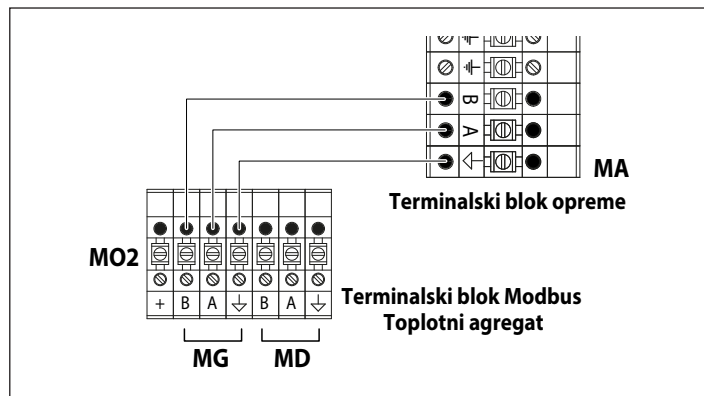 B
A
MA
Terminalski blok opreme
MO2
+ B A B A
Terminalski blok Modbus
Toplotni agregat
MG MD